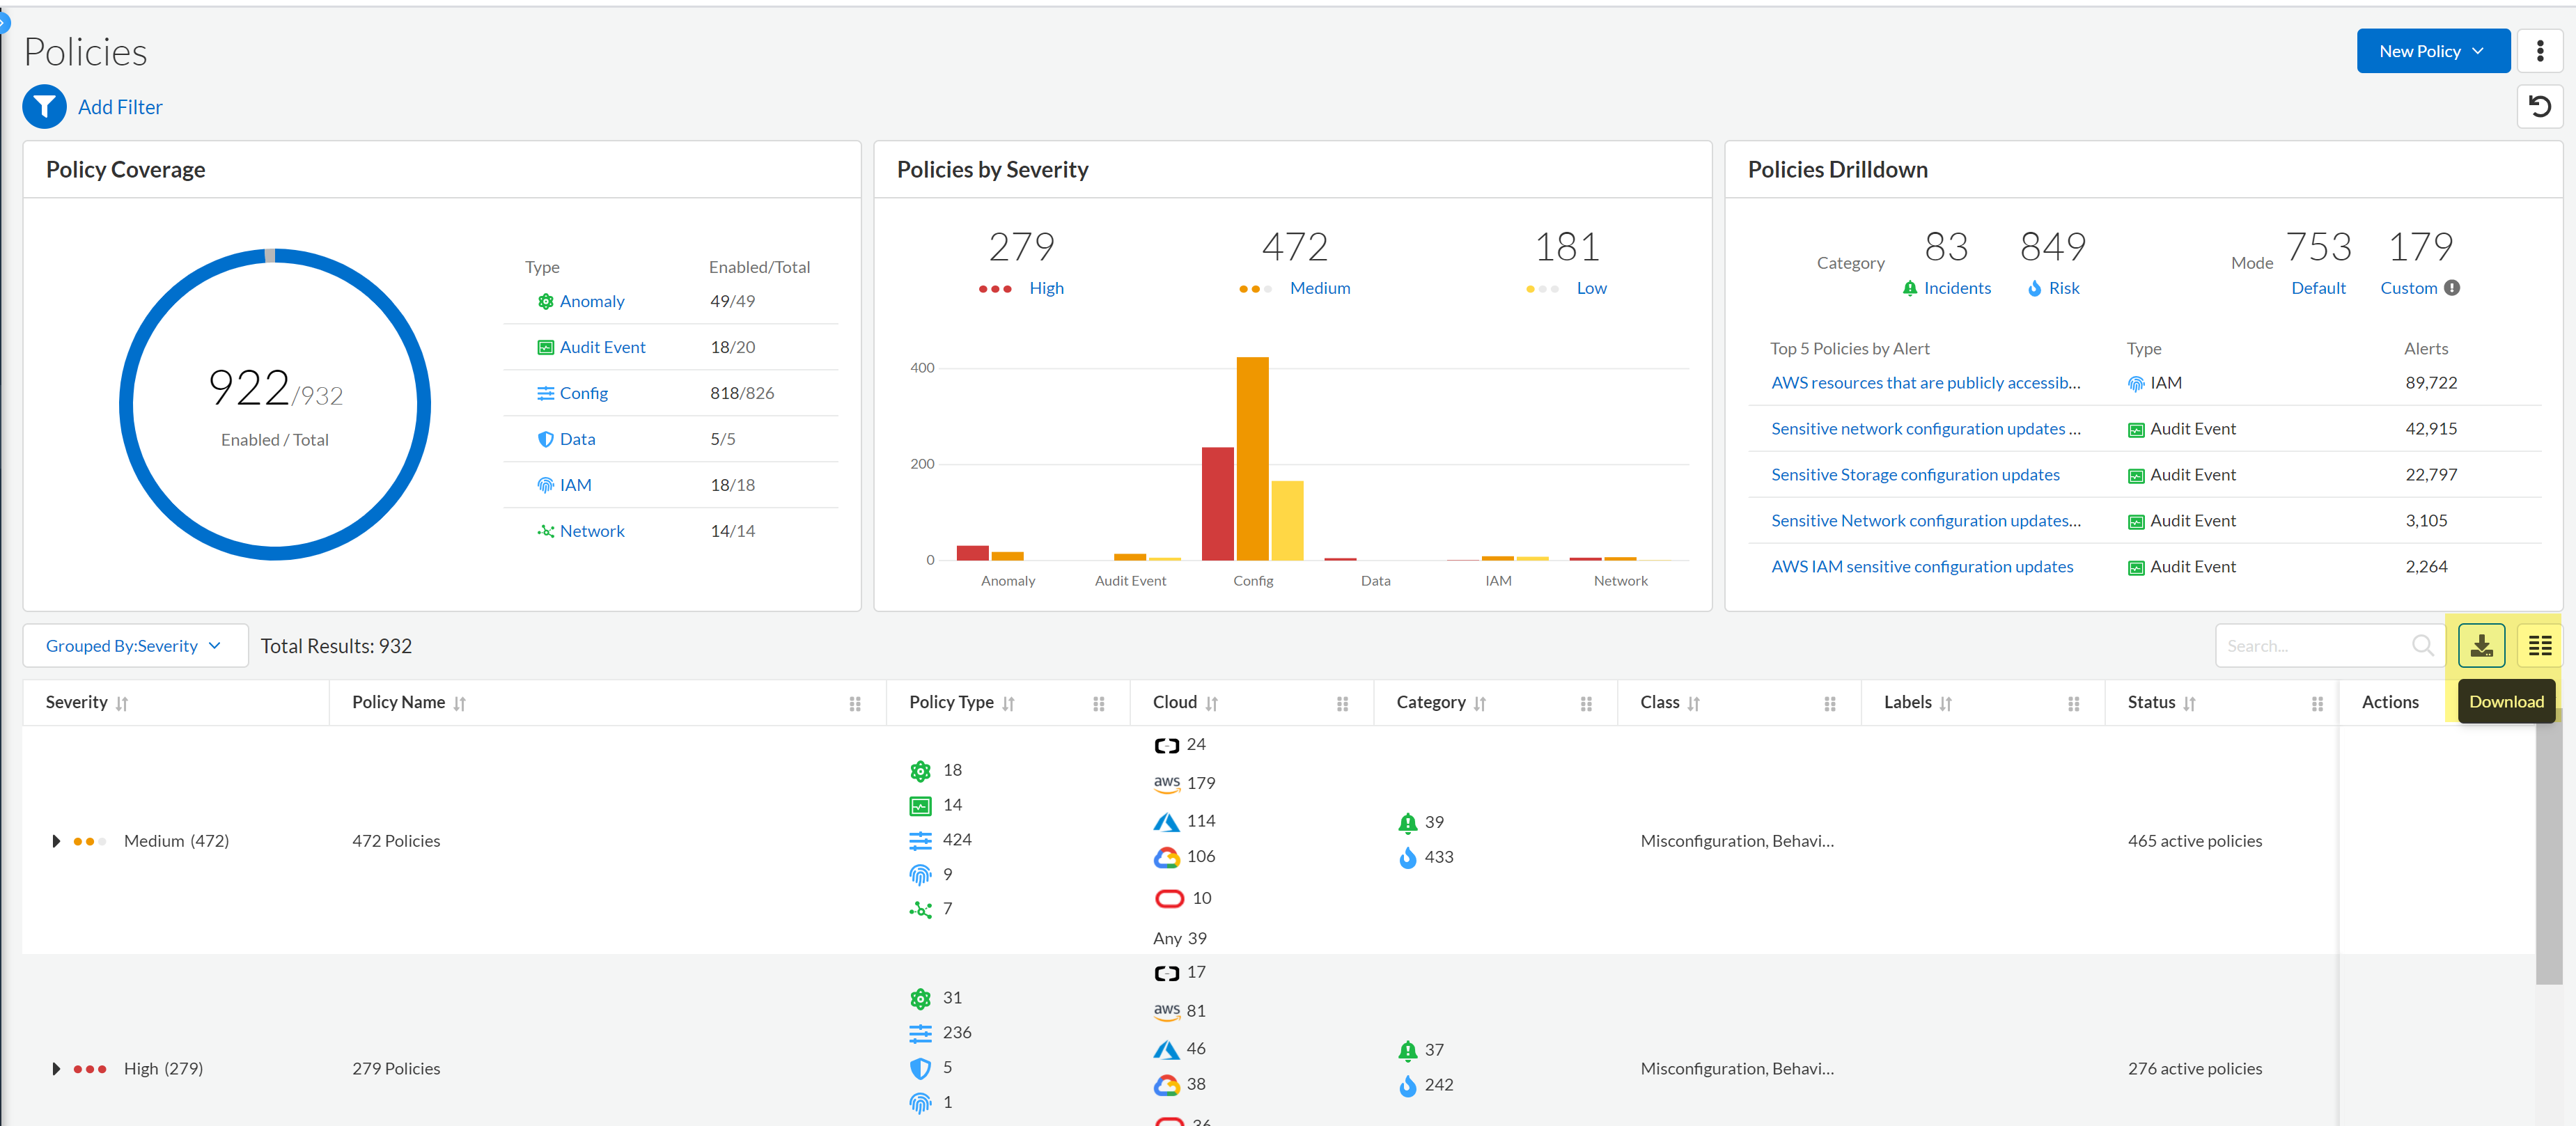 Policies
New Policy
Add Filter
Policy Coverage
922/932
Enabled / Total
Type Enabled/Total
Anomaly 49/49
Audit Event 18/20
Config 818/826
Data 5/5
IAM 18/18
Network 14/14
Policies by Severity
279 472 181
High Medium Low
400
200
0
Anomaly Audit Event Config Data IAM Network
Policies Drilldown
Category 83 849 Mode 753 179
Incidents Risk Default Custom
Top 5 Policies by Alert Type Alerts
AWS resources that are publicly accessib... IAM 89,722
Sensitive network configuration updates ... Audit Event 42,915
Sensitive Storage configuration updates Audit Event 22,797
Sensitive Network configuration updates... Audit Event 3,105
AWS IAM sensitive configuration updates Audit Event 2,264
Grouped By:Severity Total Results: 932 Search...
Severity Policy Name Policy Type Cloud Category Class Labels Status Actions Download
24
18
aws 179
14
114
39
424
Medium (472) 472 Policies Misconfiguration, Behavi... 465 active policies
106
433
9
10
7
Any 39
17
31
aws 81
236
46
37
5
High (279) 279 Policies Misconfiguration, Behavi... 276 active policies
38
242
1